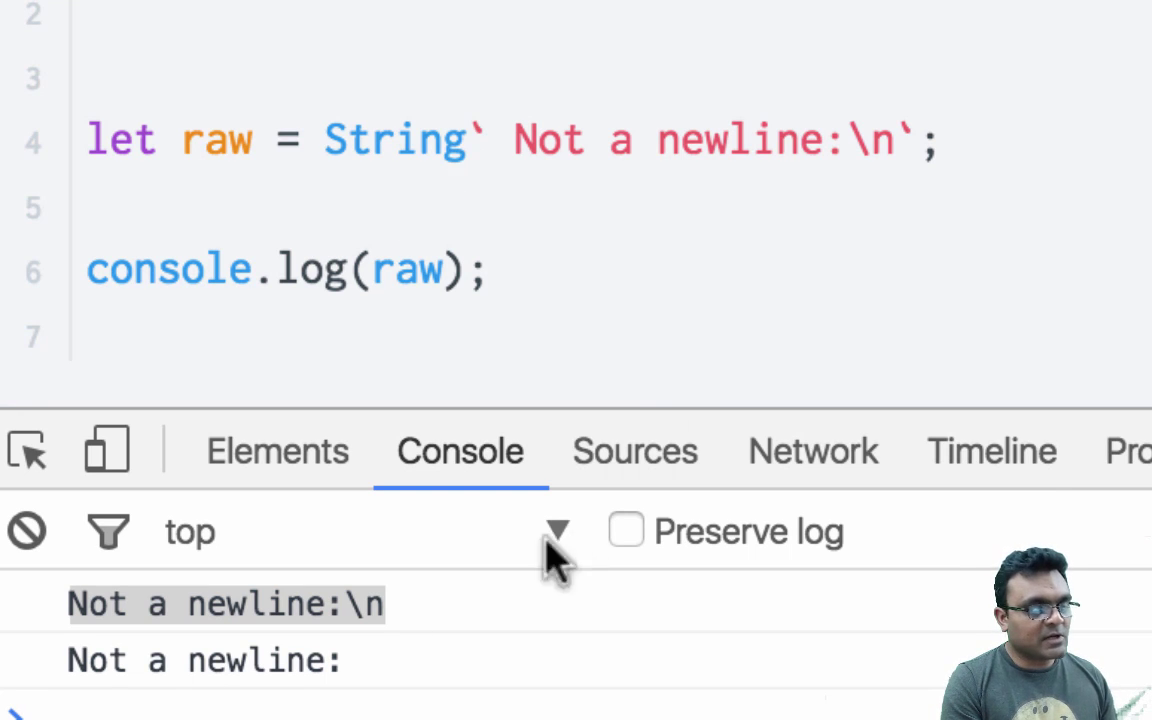 2
3
4 let raw = String` Not a newline:\n`;
5
6 console.log(raw);
7
Elements Console Sources Network Timeline Pro
top Preserve log
Not a newline:\n
Not a newline: